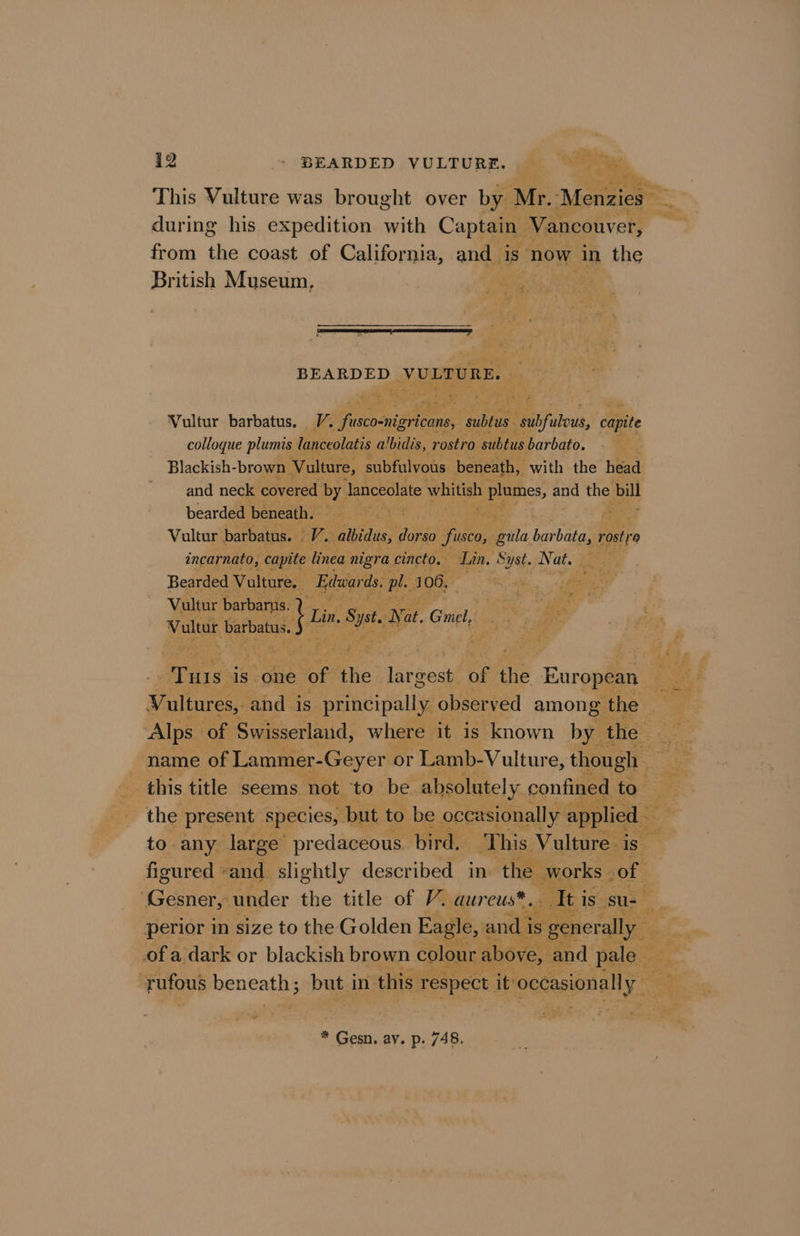 12 BEARDED VULTURE.
This Vulture was brought over by Mr. Menzies
during his expedition with Captain Vancouver,
from the coast of California, and is now in the
British Museum.
BEARDED VULTURE.
Vultur barbatus. V. fusco-nigricans, subtus subfulvus, capite
colloque plumis lanceolatis albidis, rostro subtus barbato.
Blackish-brown Vulture, subfulvous beneath, with the head
and neck covered by lanceolate whitish plumes, and the bill
bearded beneath.
Vultur barbatus. V. albidus, dorso fusco, gula barbata, rostro
incarnato, capite linea nigra cincto. Lin. Syst. Nat.
Bearded Vulture. Edwards. pl. 106.
Vultur barbarus. }
Vultur barbatus. } Lin. Syst. Nat. Gmel.
THIS is one of the largest of the European
Vultures, and is principally observed among the
Alps of Swisserland, where it is known by the
name of Lammer-Geyer or Lamb-Vulture, though
this title seems not to be absolutely confined to
the present species, but to be occasionally applied
to any large predaceous bird. This Vulture is
figured and slightly described in the works of
Gesner, under the title of V. aureus*. It is su-
perior in size to the Golden Eagle, and is generally
of a dark or blackish brown colour above, and pale
rufous beneath; but in this respect it occasionally
* Gesn. av. p. 748.